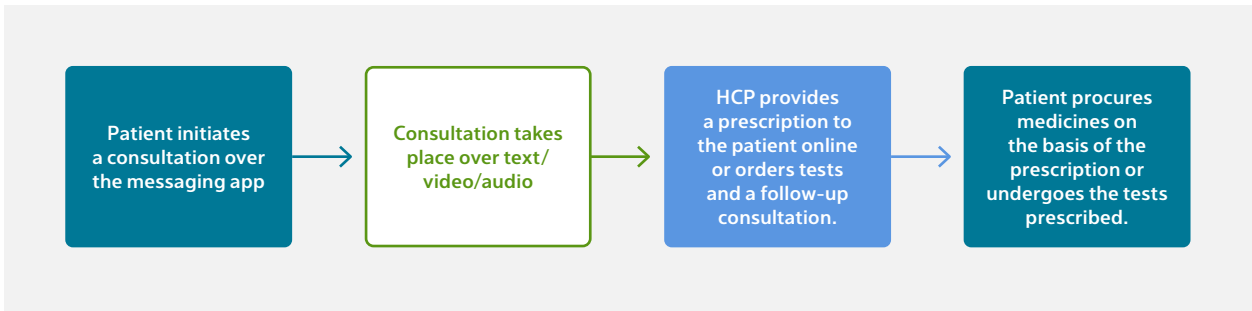 Patient initiates
a consultation over
the messaging app
Consultation takes
place over text/
video/audio
HCP provides
a prescription to
the patient online
or orders tests
and a follow-up
consultation.
Patient procures
medicines on
the basis of the
prescription or
undergoes the tests
prescribed.